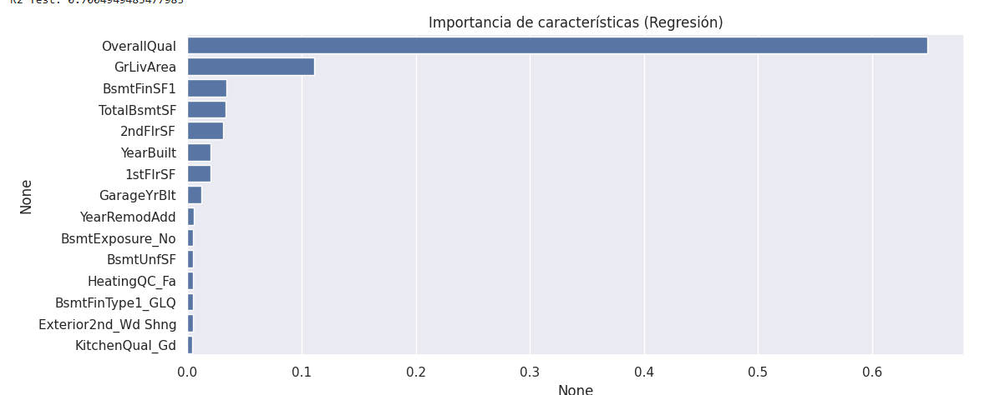 Importancia de características (Regresión)
OverallQual
GrLivArea
BsmtFinSF1
TotalBsmtSF
2ndFlrSF
YearBuilt
1stFlrSF
GarageYrBlt
YearRemodAdd
BsmtExposure_No
BsmtUnfSF
HeatingQC_Fa
BsmtFinType1_GLQ
Exterior2nd_Wd Shng
KitchenQual_Gd
None
0.0 0.1 0.2 0.3 0.4 0.5 0.6
None